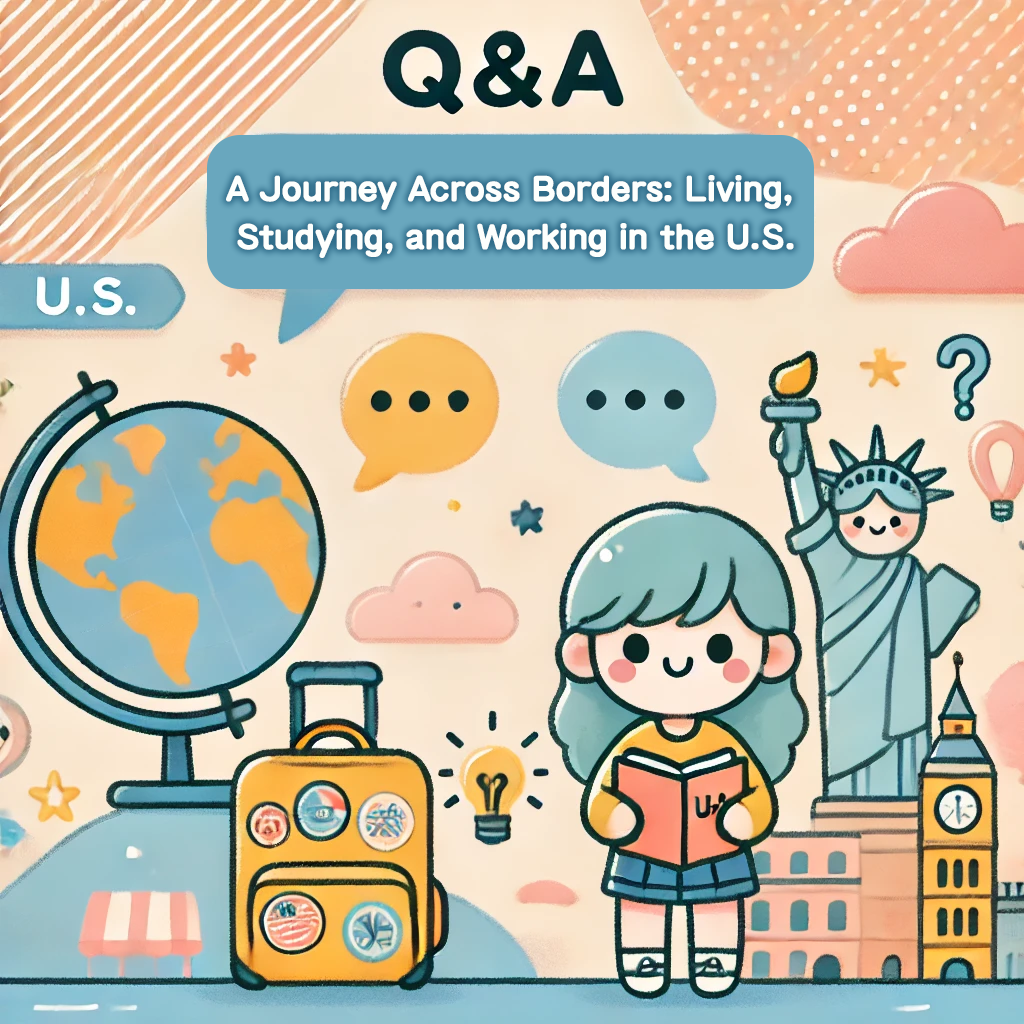 Q&A
A Journey Across Borders: Living,
Studying, and Working in the U.S.
U.S.